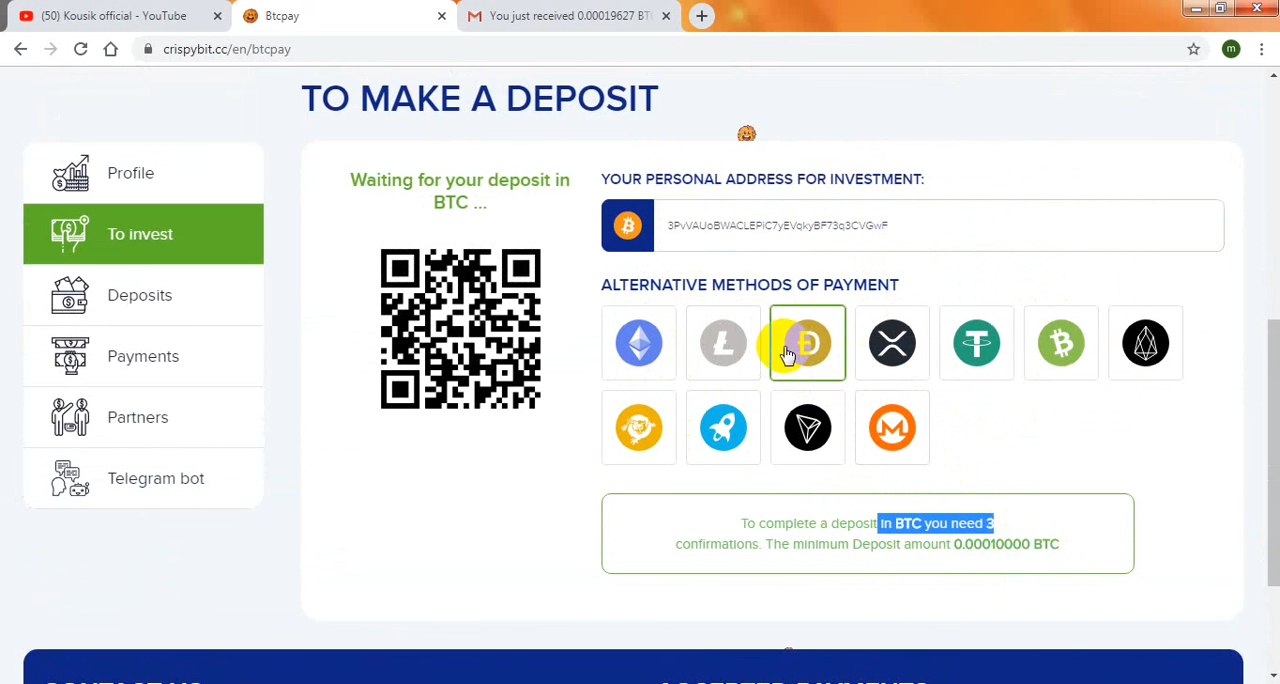 (50) Kousik official - YouTube
Btcpay
You just received 0.00019627 BT
crispybit.cc/en/btcpay
m
TO MAKE A DEPOSIT
Profile
To invest
Deposits
Payments
Partners
Telegram bot
Waiting for your deposit in
BTC ...
YOUR PERSONAL ADDRESS FOR INVESTMENT:
ALTERNATIVE METHODS OF PAYMENT
To complete a deposit in BTC you need 3
confirmations. The minimum Deposit amount 0.00010000 BTC